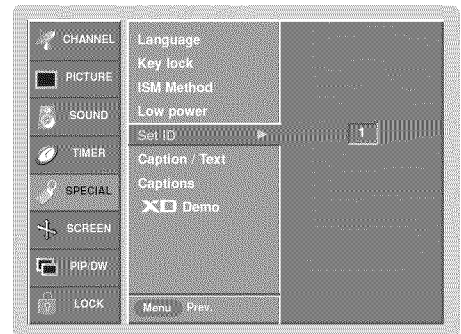 CHANNEL
PICTURE
SOUND
TIMER
SPECIAL
SCREEN
PIP/DW
LOCK
Language
Key lock
ISM Method
Low power
Set ID
Caption / Text
Captions
XD Demo
Menu Prev.
1